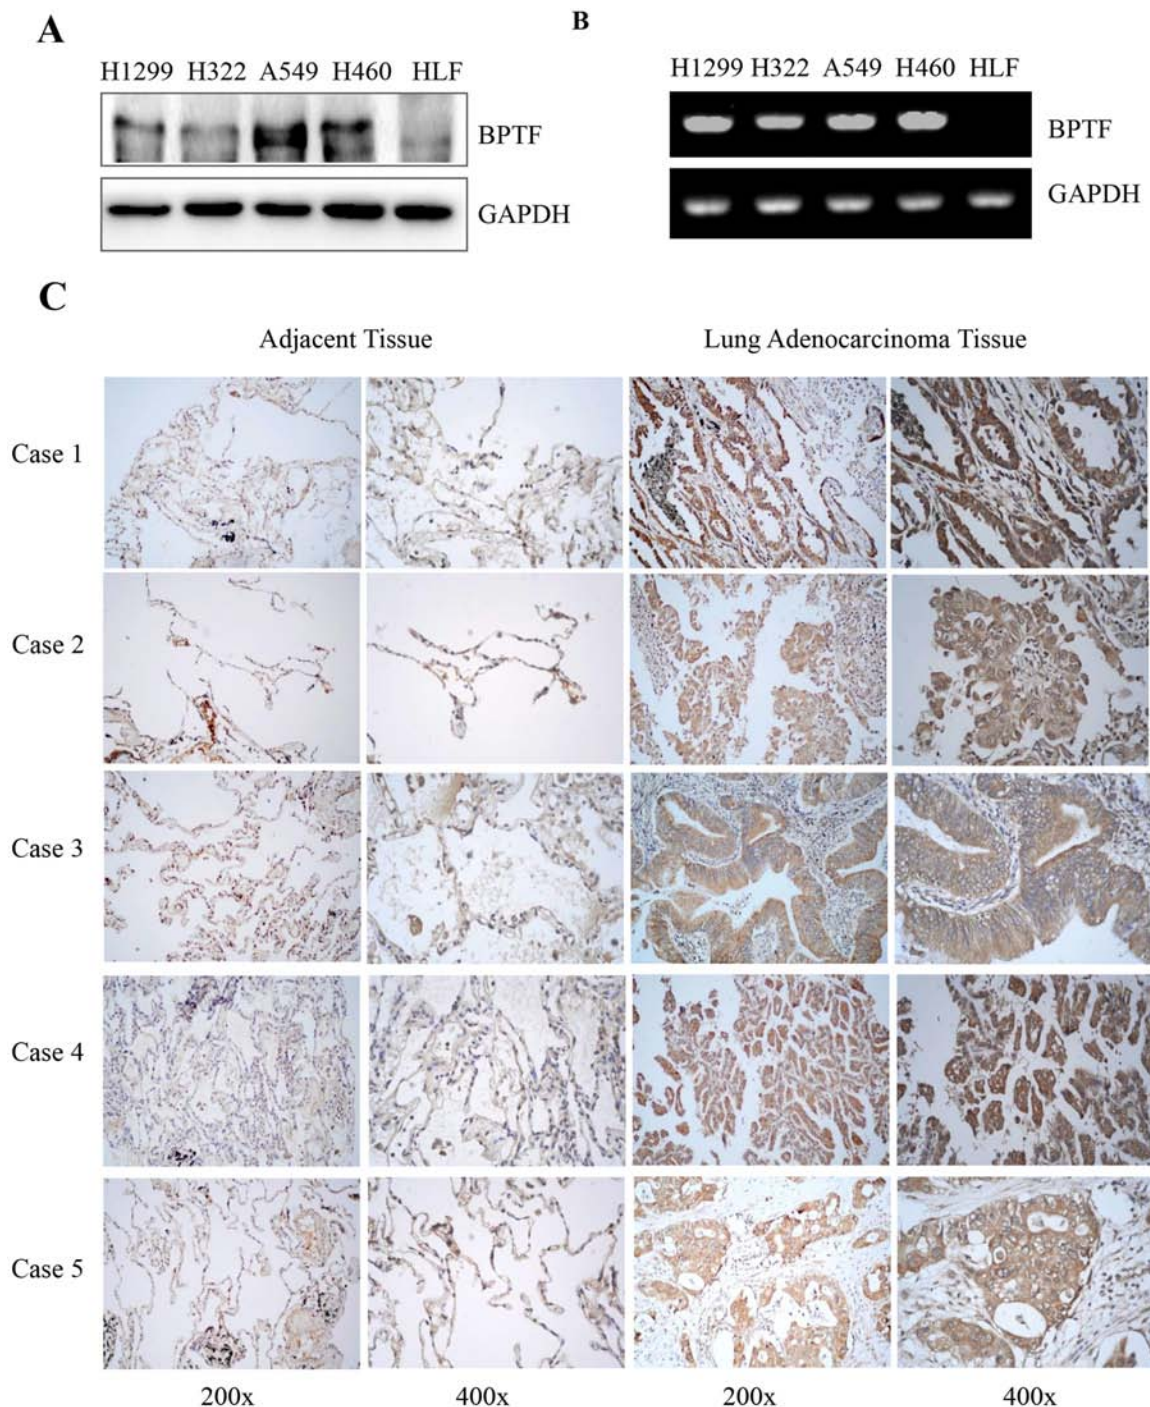 A
H1299 H322 A549 H460 HLF
BPTF
GAPDH
B
H1299 H322 A549 H460 HLF
BPTF
GAPDH
C
Adjacent Tissue Lung Adenocarcinoma Tissue
Case 1
Case 2
Case 3
Case 4
Case 5
200x 400x 200x 400x